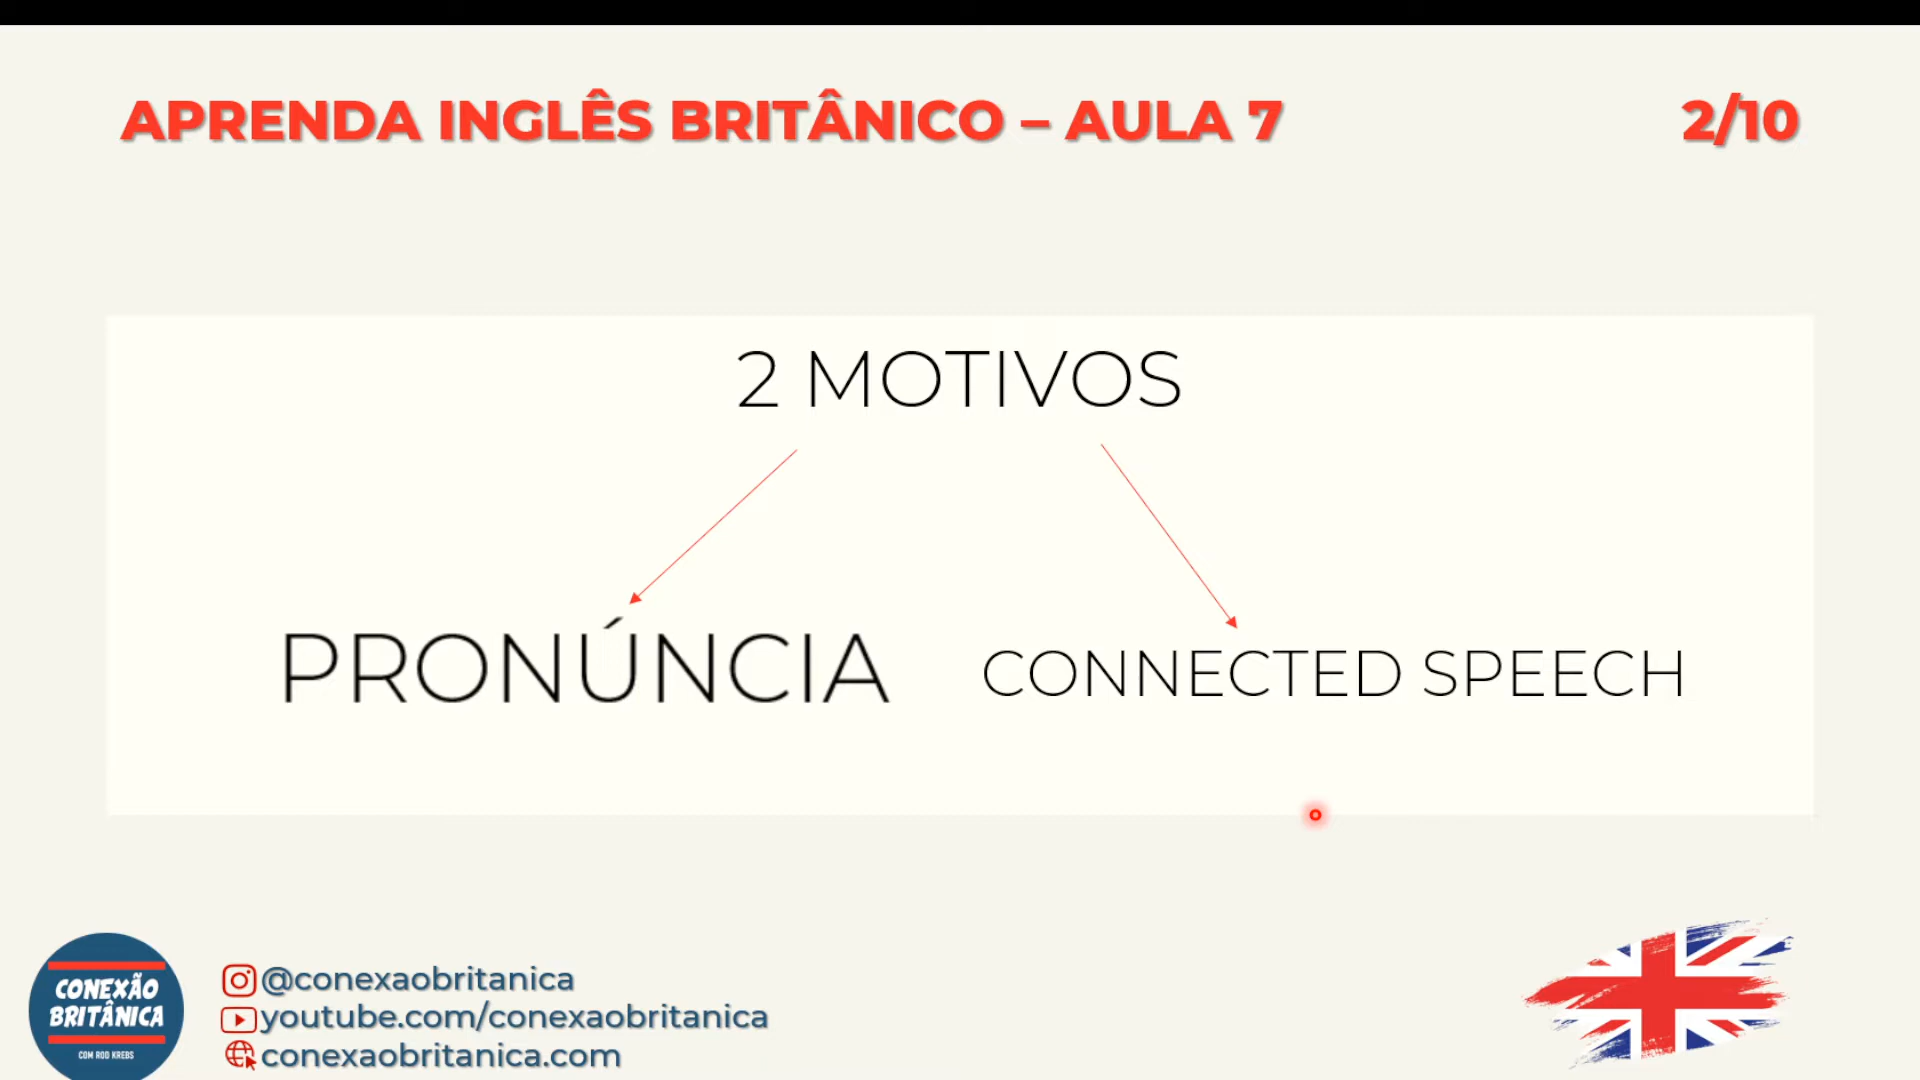 APRENDA INGLÊS BRITÂNICO – AULA 7
2/10
2 MOTIVOS
PRONÚNCIA
CONNECTED SPEECH
CONEXÃO
BRITÂNICA
COM ROD KREBS
@conexaobritanica
youtube.com/conexaobritanica
conexaobritanica.com